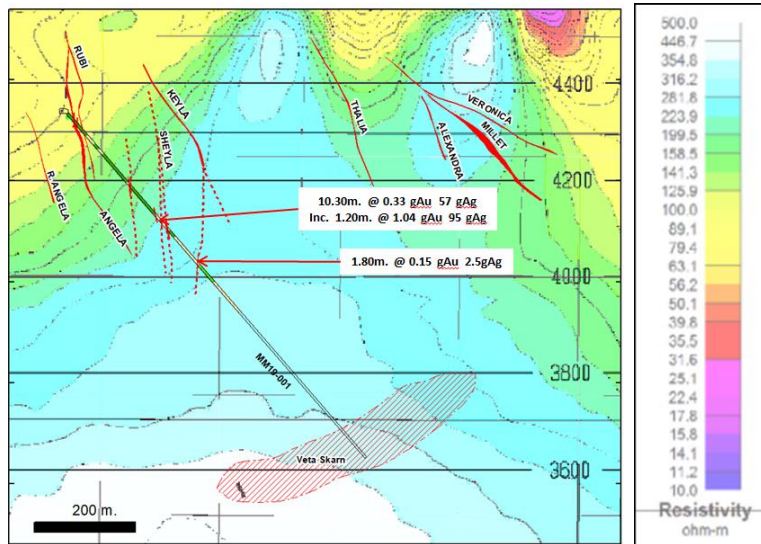 RUBI
KEYLA
SHEYLA
R. ANGELA
ANGELA
THALIA
VERONICA
MILLET
ALEXANDRA
4400
4200
4000
3800
3600
10.30m. @ 0.33 gAu 57 gAg
Inc. 1.20m. @ 1.04 gAu 95 gAg
1.80m. @ 0.15 gAu 2.5gAg
MM19-001
Veta Skarn
200 m.
500.0
446.7
354.8
316.2
281.8
223.9
199.5
158.5
141.3
125.9
100.0
89.1
79.4
63.1
56.2
50.1
39.8
35.5
31.6
25.1
22.4
17.8
15.8
14.1
11.2
10.0
Resistivity
ohm-m